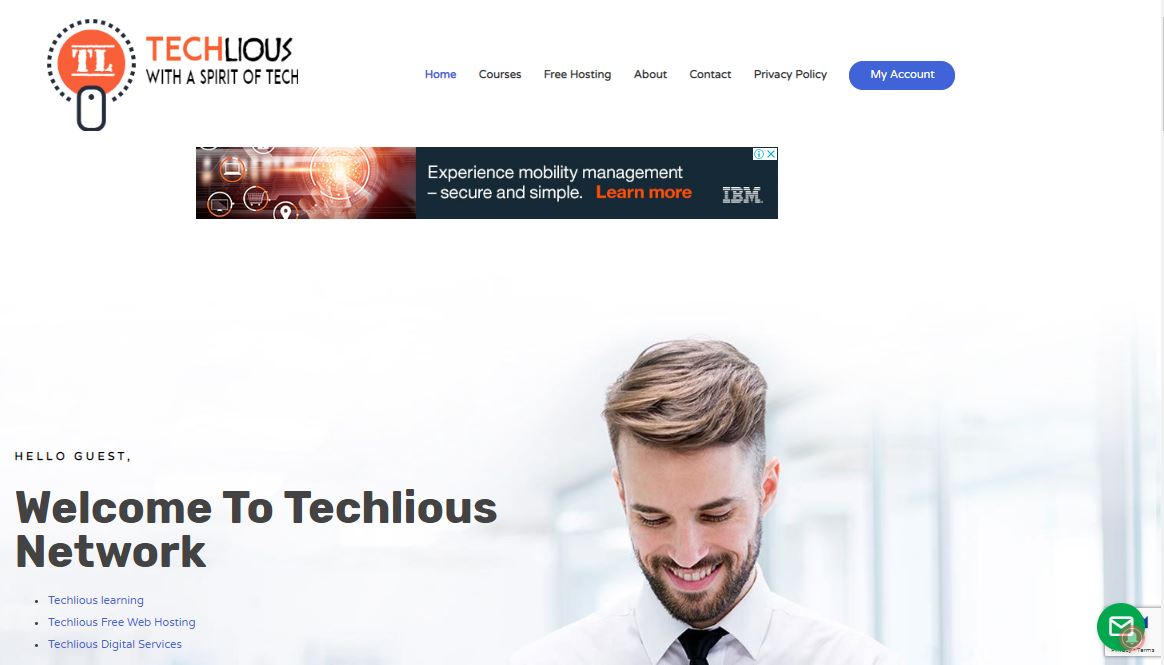 TL
TECHLIOUS
WITH A SPIRIT OF TECH
Home Courses Free Hosting About Contact Privacy Policy My Account
Experience mobility management
– secure and simple. Learn more
IBM
HELLO GUEST,
Welcome To Techlious
Network
Techlious learning
Techlious Free Web Hosting
Techlious Digital Services
Terms